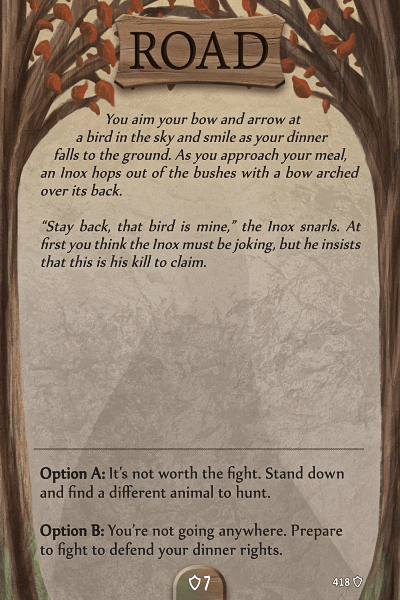 ROAD
You aim your bow and arrow at
a bird in the sky and smile as your dinner
falls to the ground. As you approach your meal,
an Inox hops out of the bushes with a bow arched
over its back.
“Stay back, that bird is mine,” the Inox snarls. At
first you think the Inox must be joking, but he insists
that this is his kill to claim.
Option A: It's not worth the fight. Stand down
and find a different animal to hunt.
Option B: You're not going anywhere. Prepare
to fight to defend your dinner rights.
7
418